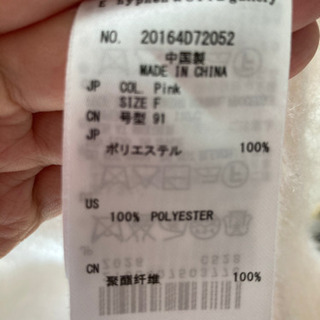 NO. 20164D72052
中国製
MADE IN CHINA
JP COL. Pink
SIZE F
CN 号型 91
JP
ポリエステル 100%
US
100% POLYESTER
CN
聚酯纤维 100%